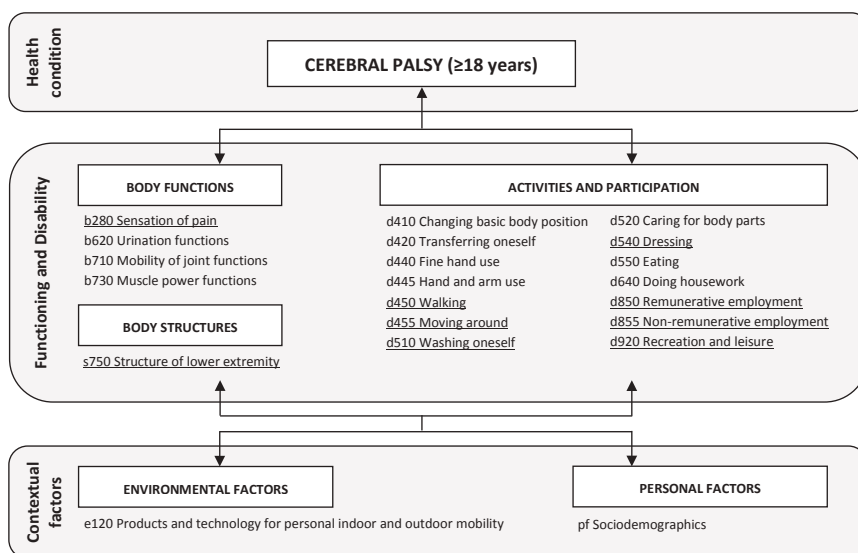 Health condition
CEREBRAL PALSY (≥18 years)
Functioning and Disability
BODY FUNCTIONS
b280 Sensation of pain
b620 Urination functions
b710 Mobility of joint functions
b730 Muscle power functions
BODY STRUCTURES
s750 Structure of lower extremity
ACTIVITIES AND PARTICIPATION
d410 Changing basic body position
d420 Transferring oneself
d440 Fine hand use
d445 Hand and arm use
d450 Walking
d455 Moving around
d510 Washing oneself
d520 Caring for body parts
d540 Dressing
d550 Eating
d640 Doing housework
d850 Remunerative employment
d855 Non-remunerative employment
d920 Recreation and leisure
Contextual factors
ENVIRONMENTAL FACTORS
e120 Products and technology for personal indoor and outdoor mobility
PERSONAL FACTORS
pf Sociodemographics